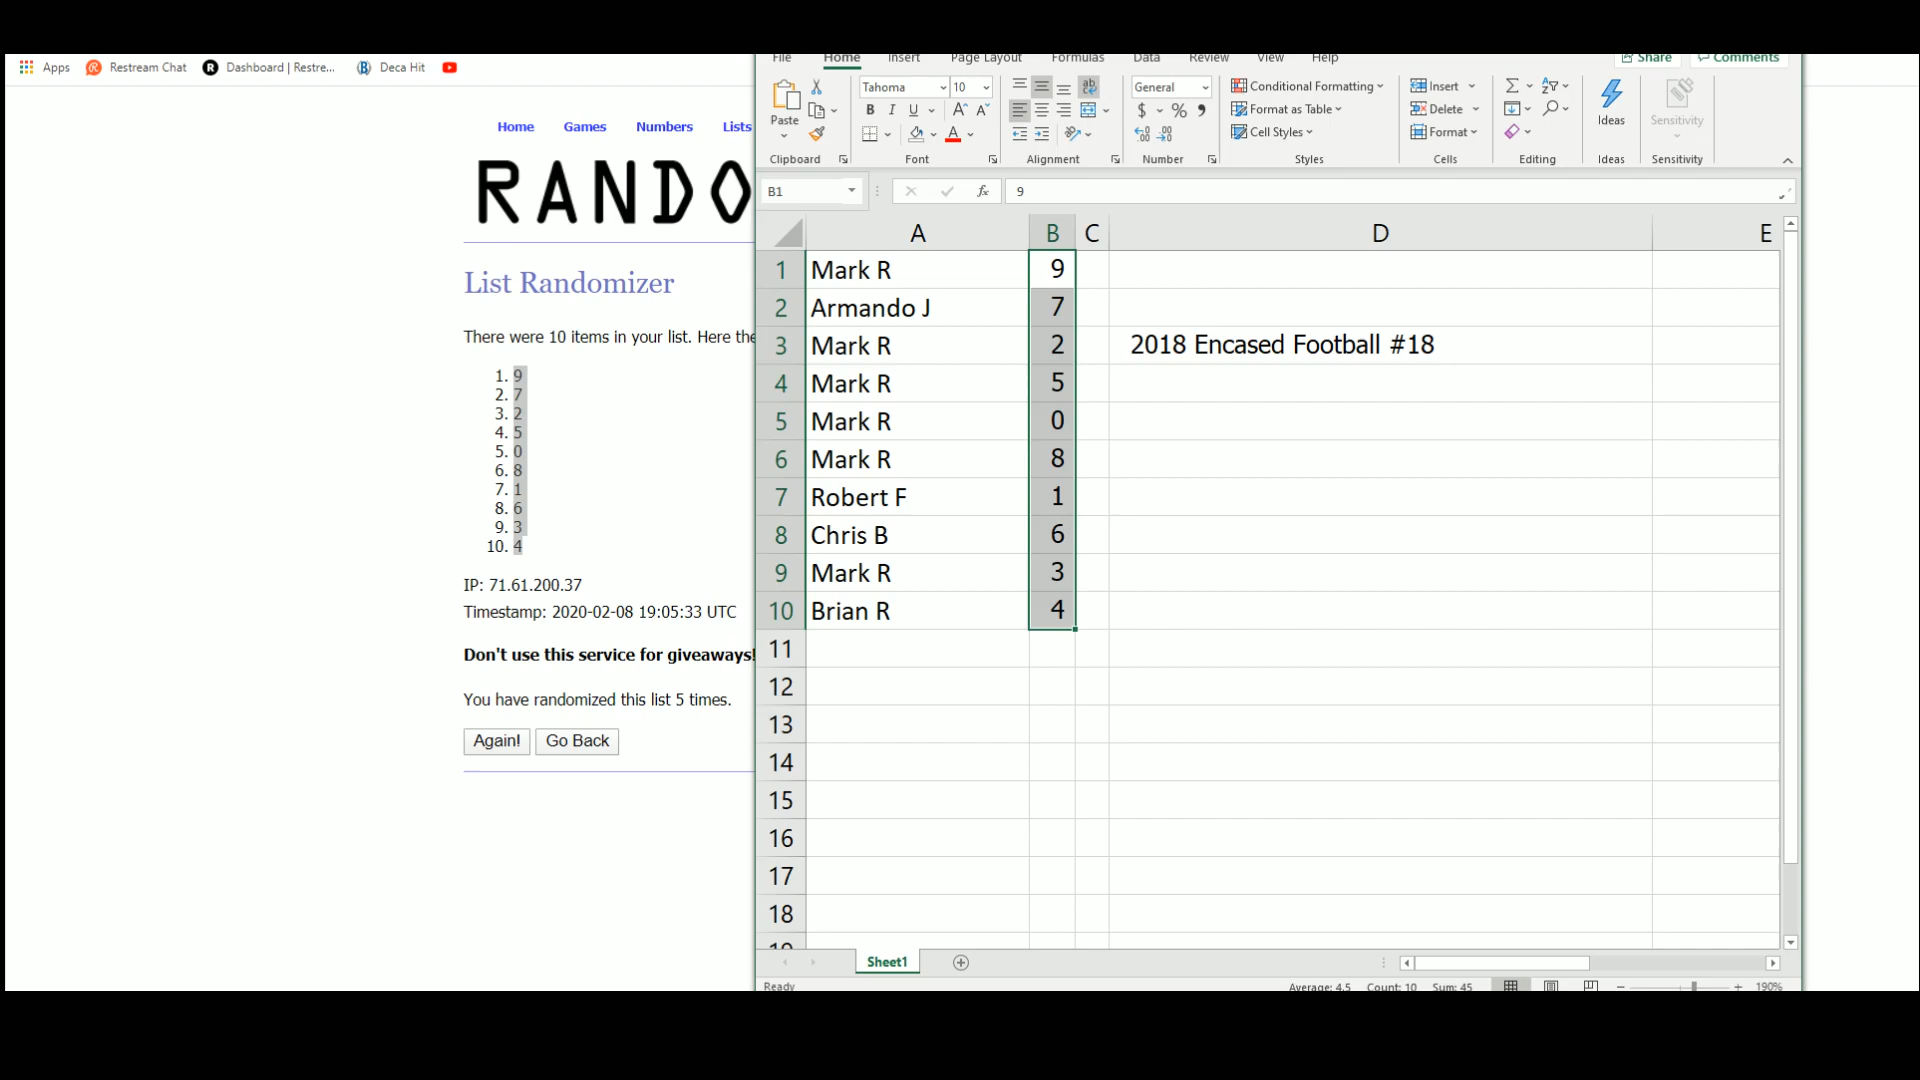 Apps Restream Chat Dashboard | Restre... Deca Hit
Home Games Numbers Lists
RANDO
List Randomizer
There were 10 items in your list. Here the
1. 9
2. 7
3. 2
4. 5
5. 0
6. 8
7. 1
8. 6
9. 3
10. 4
IP: 71.61.200.37
Timestamp: 2020-02-08 19:05:33 UTC
Don't use this service for giveaways!
You have randomized this list 5 times.
Again! Go Back
File Home Insert Page Layout Formulas Data Review View Help Share Comments
Paste
Tahoma 10
B I U
General
$ % 9
Conditional Formatting
Format as Table
Cell Styles
Insert
Delete
Format
Ideas
Sensitivity
Clipboard Font Alignment Number Styles Cells Editing Ideas Sensitivity
B1 fx 9
A B C D E
1 Mark R 9
2 Armando J 7
3 Mark R 2 2018 Encased Football #18
4 Mark R 5
5 Mark R 0
6 Mark R 8
7 Robert F 1
8 Chris B 6
9 Mark R 3
10 Brian R 4
11
12
13
14
15
16
17
18
19
Sheet1
Ready Average: 4.5 Count: 10 Sum: 45 190%